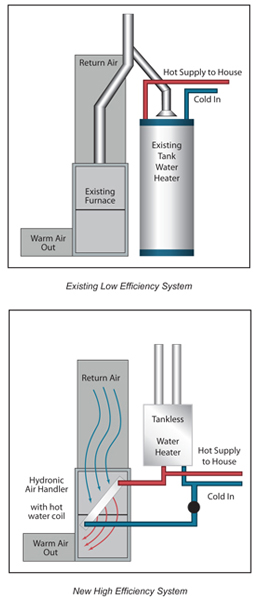 Return Air
Hot Supply to House
Cold In
Existing
Tank
Water
Heater
Existing
Furnace
Warm Air
Out
Existing Low Efficiency System
Return Air
Tankless
Water
Heater
Hot Supply
to House
Hydronic
Air Handler
with hot
water coil
Cold In
Warm Air
Out
New High Efficiency System